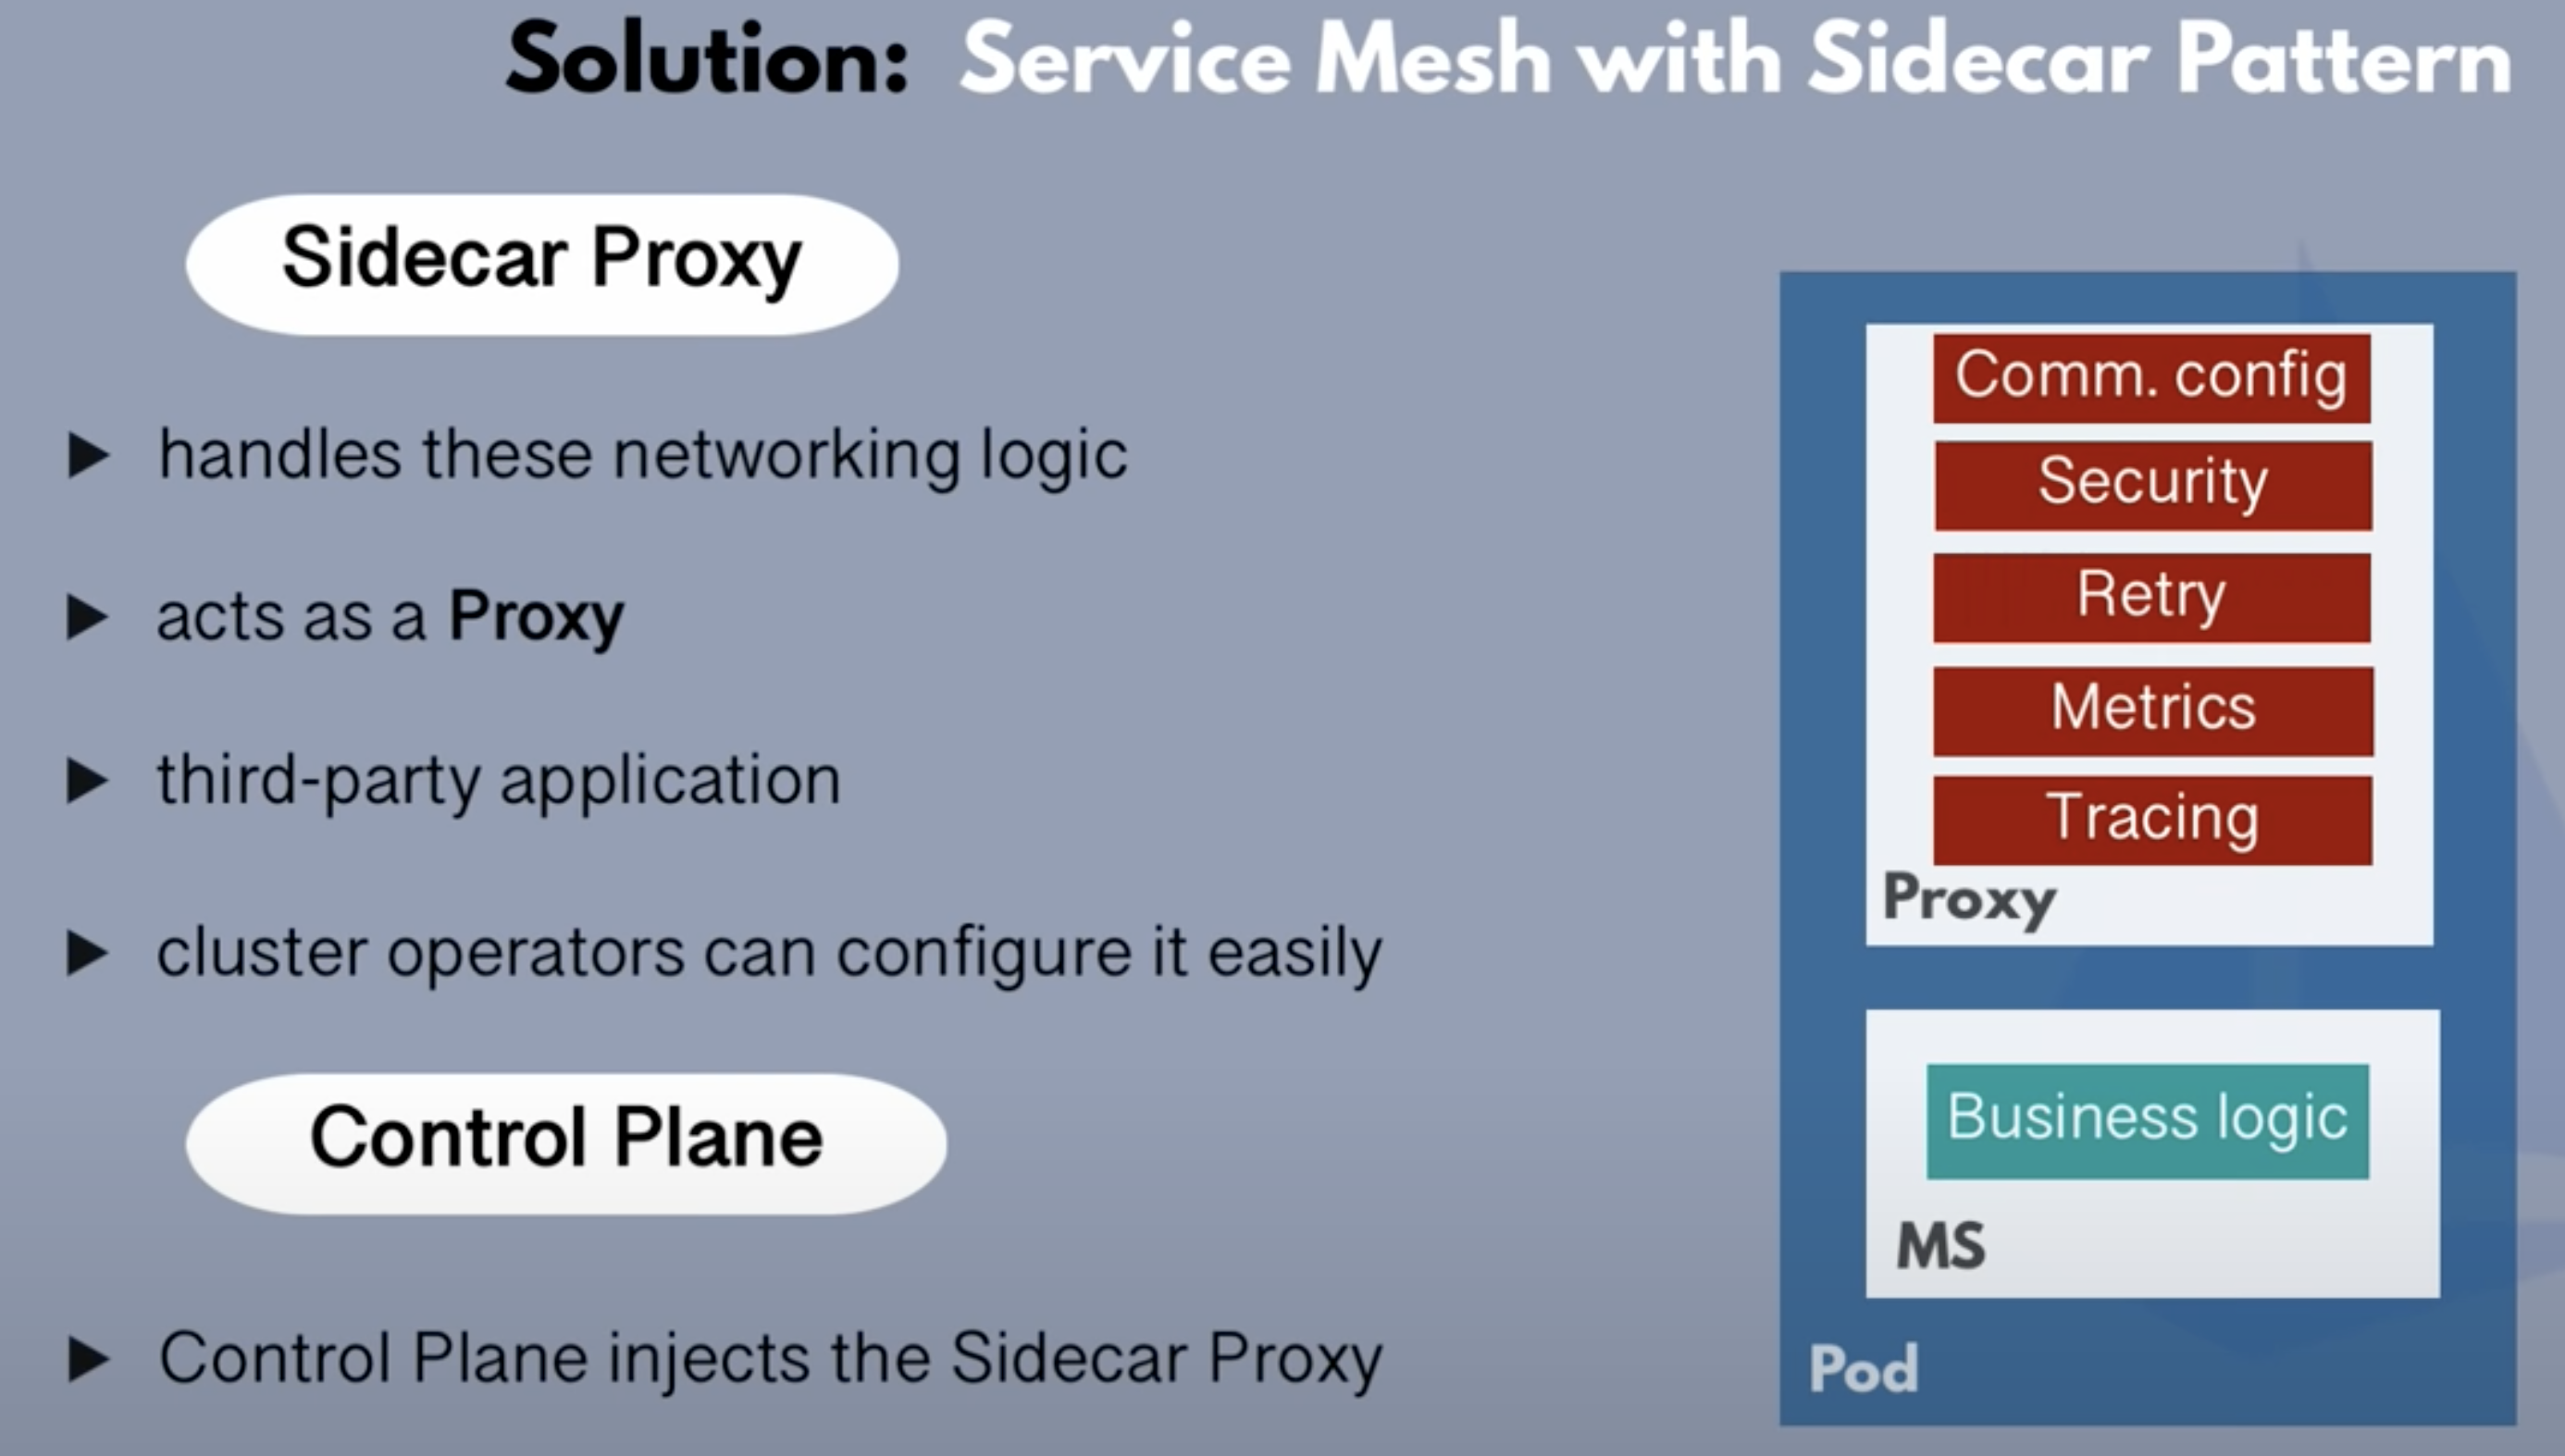 Solution: Service Mesh with Sidecar Pattern
Sidecar Proxy
handles these networking logic
acts as a Proxy
third-party application
cluster operators can configure it easily
Control Plane
Control Plane injects the Sidecar Proxy
Comm. config
Security
Retry
Metrics
Tracing
Proxy
Business logic
MS
Pod